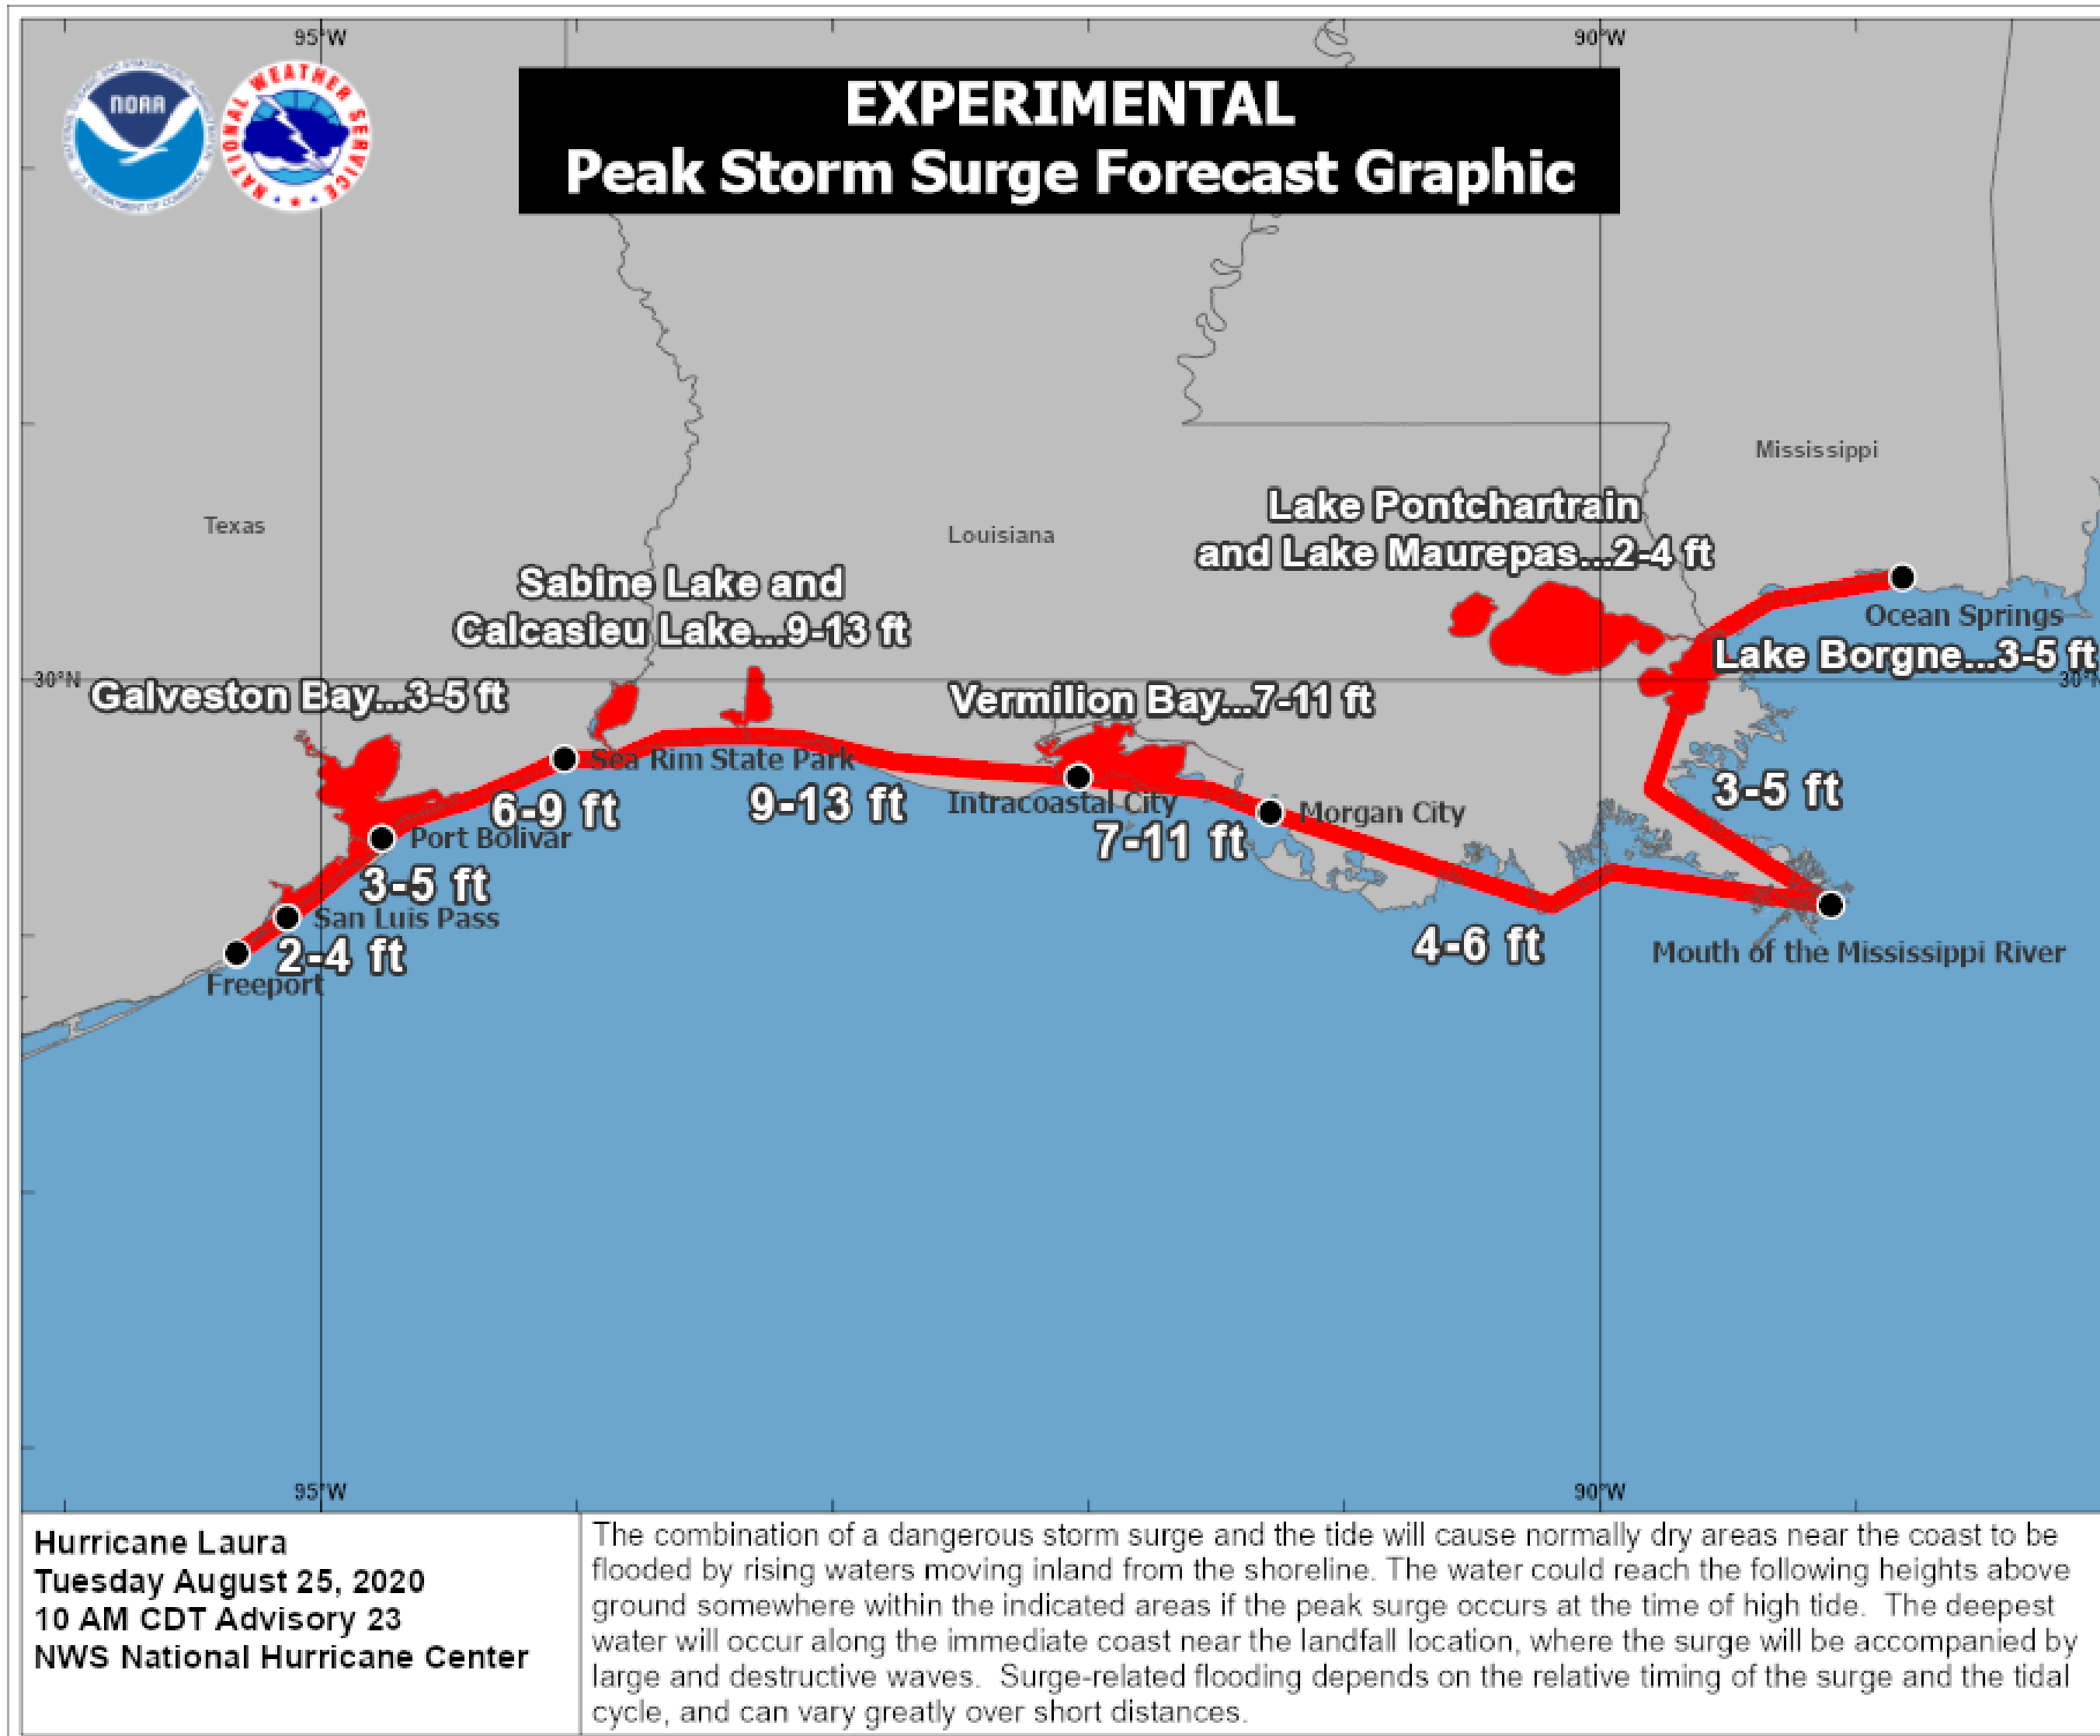 95°W
90°W
NOAA
NATIONAL WEATHER SERVICE
EXPERIMENTAL
Peak Storm Surge Forecast Graphic
Mississippi
Texas
Louisiana
Lake Pontchartrain
and Lake Maurepas...2-4 ft
Sabine Lake and
Calcasieu Lake...9-13 ft
Ocean Springs
Lake Borgne...3-5 ft
30°N
30°N
Galveston Bay...3-5 ft
Vermilion Bay...7-11 ft
Sea Rim State Park
6-9 ft
9-13 ft
Intracoastal City
3-5 ft
Morgan City
Port Bolivar
7-11 ft
3-5 ft
San Luis Pass
2-4 ft
4-6 ft
Mouth of the Mississippi River
Freeport
95°W
90°W
Hurricane Laura
Tuesday August 25, 2020
10 AM CDT Advisory 23
NWS National Hurricane Center
The combination of a dangerous storm surge and the tide will cause normally dry areas near the coast to be
flooded by rising waters moving inland from the shoreline. The water could reach the following heights above
ground somewhere within the indicated areas if the peak surge occurs at the time of high tide.  The deepest
water will occur along the immediate coast near the landfall location, where the surge will be accompanied by
large and destructive waves.  Surge-related flooding depends on the relative timing of the surge and the tidal
cycle, and can vary greatly over short distances.